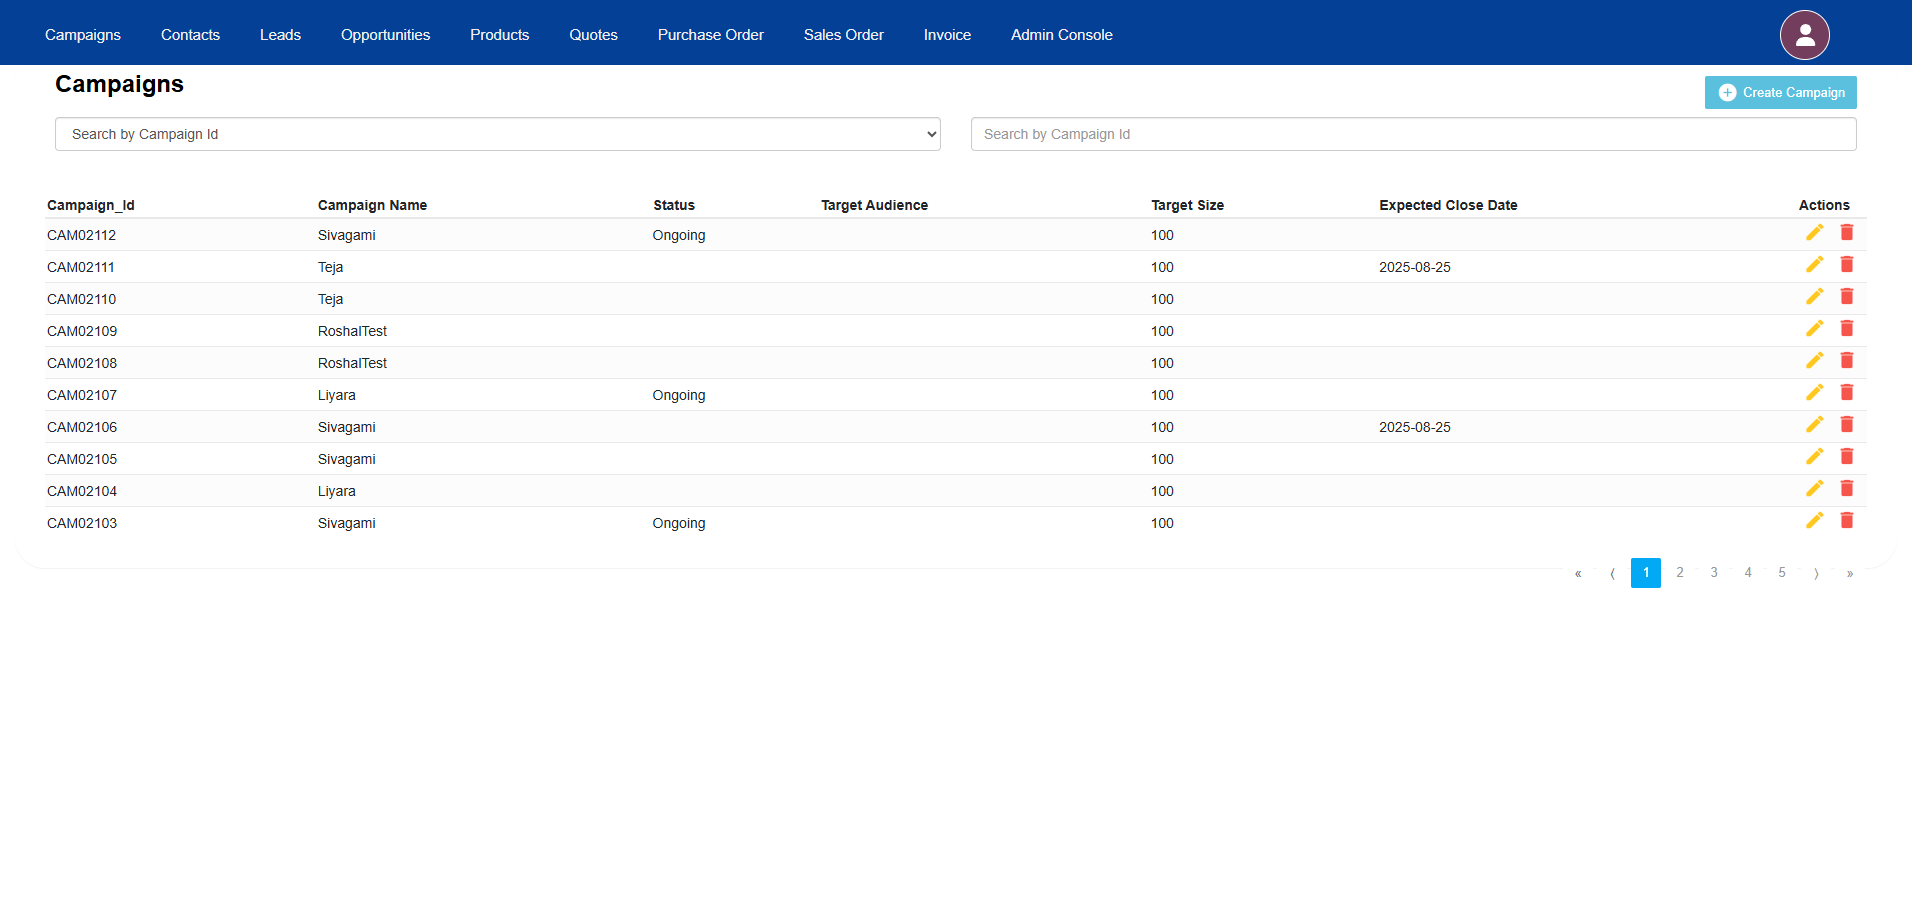 Campaigns Contacts Leads Opportunities Products Quotes Purchase Order Sales Order Invoice Admin Console
Campaigns
Create Campaign
Search by Campaign Id Search by Campaign Id
Campaign_Id Campaign Name Status Target Audience Target Size Expected Close Date Actions
CAM02112 Sivagami Ongoing 100
CAM02111 Teja 100 2025-08-25
CAM02110 Teja 100
CAM02109 RoshalTest 100
CAM02108 RoshalTest 100
CAM02107 Liyara Ongoing 100
CAM02106 Sivagami 100 2025-08-25
CAM02105 Sivagami 100
CAM02104 Liyara 100
CAM02103 Sivagami Ongoing 100
« ⟨ 1 2 3 4 5 ⟩ »